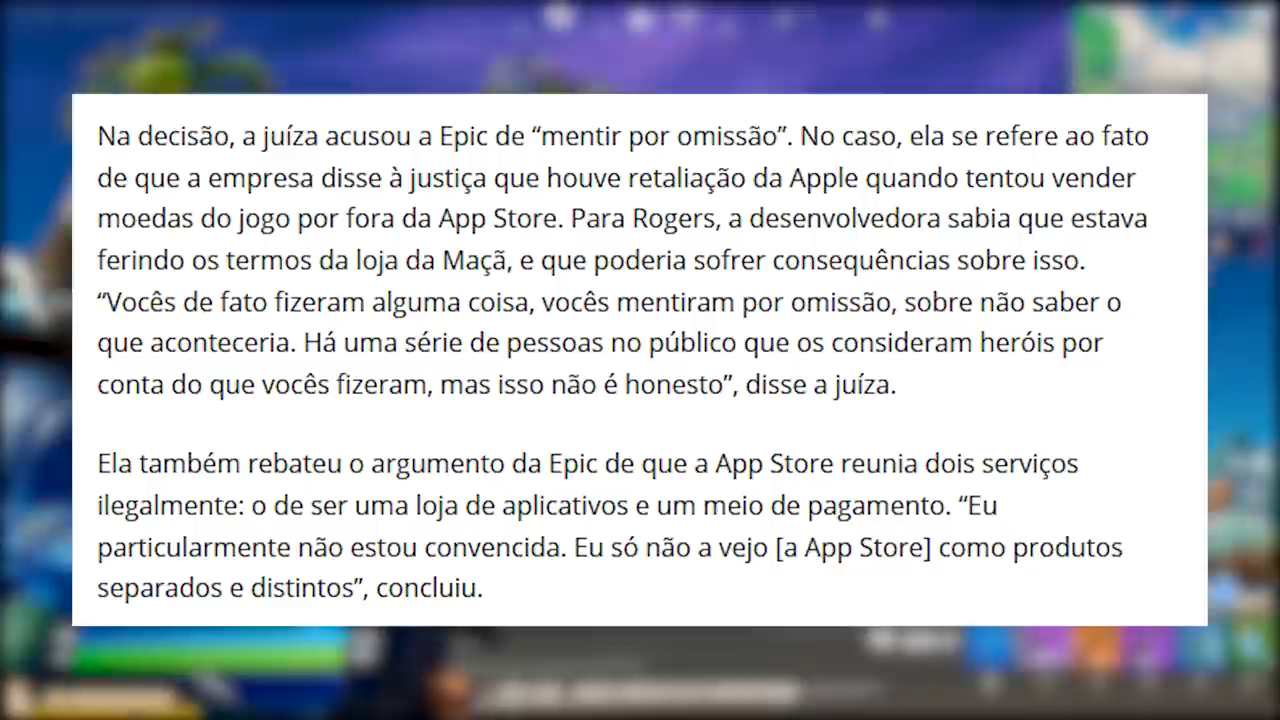 Na decisão, a juíza acusou a Epic de “mentir por omissão”. No caso, ela se refere ao fato
de que a empresa disse à justiça que houve retaliação da Apple quando tentou vender
moedas do jogo por fora da App Store. Para Rogers, a desenvolvedora sabia que estava
ferindo os termos da loja da Maçã, e que poderia sofrer consequências sobre isso.
“Vocês de fato fizeram alguma coisa, vocês mentiram por omissão, sobre não saber o
que aconteceria. Há uma série de pessoas no público que os consideram heróis por
conta do que vocês fizeram, mas isso não é honesto”, disse a juíza.
Ela também rebateu o argumento da Epic de que a App Store reunia dois serviços
ilegalmente: o de ser uma loja de aplicativos e um meio de pagamento. “Eu
particularmente não estou convencida. Eu só não a vejo [a App Store] como produtos
separados e distintos”, concluiu.